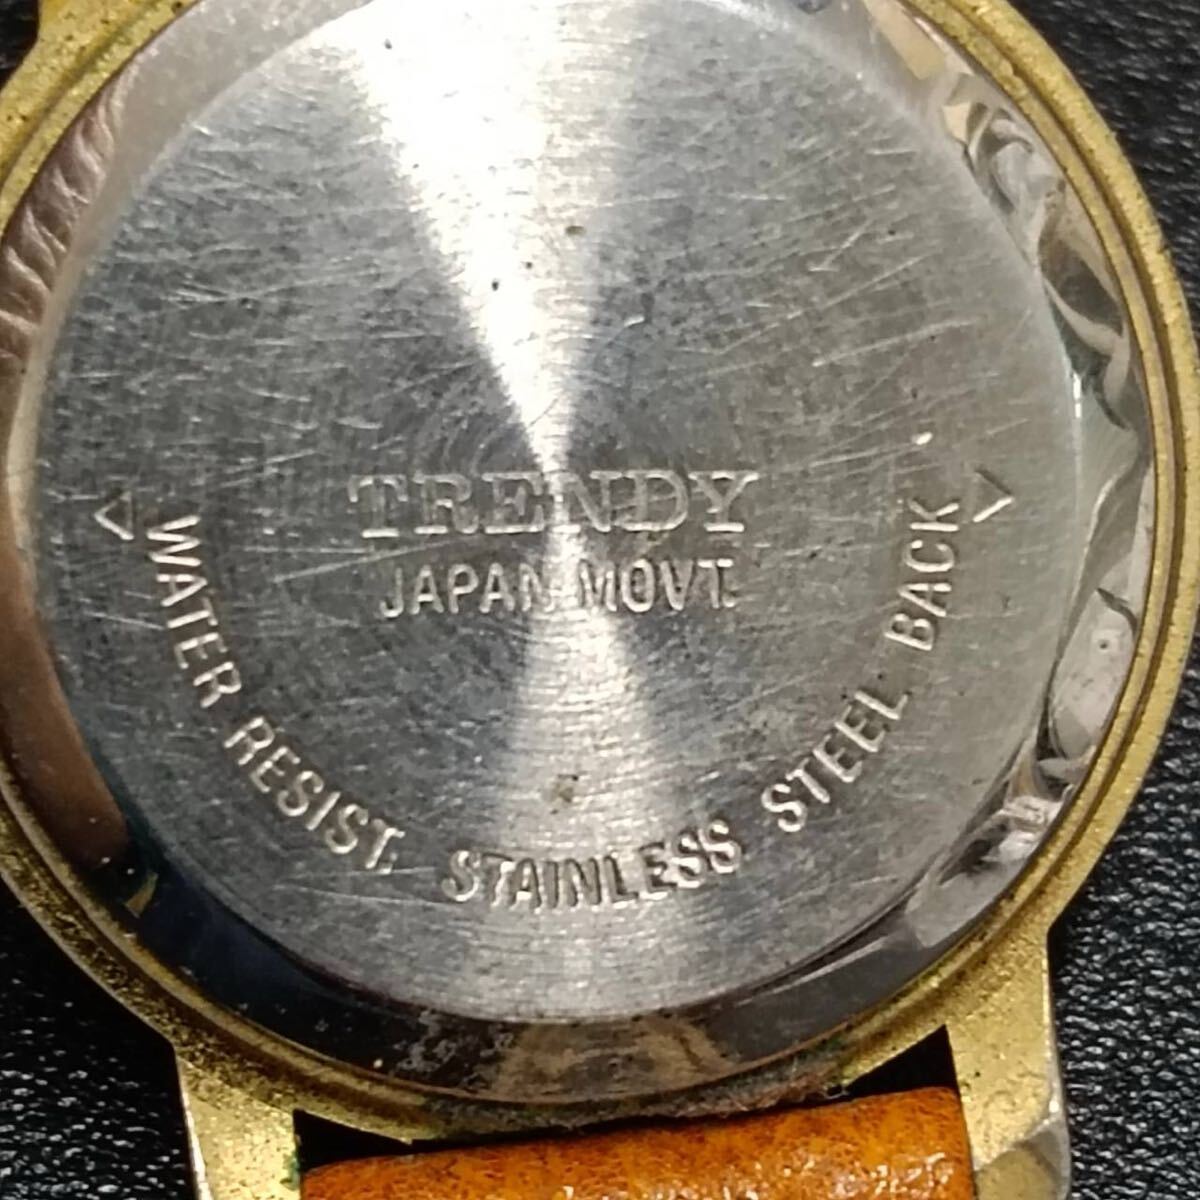 TRENDY
JAPAN MOVT.
WATER RESIST. STAINLESS STEEL BACK